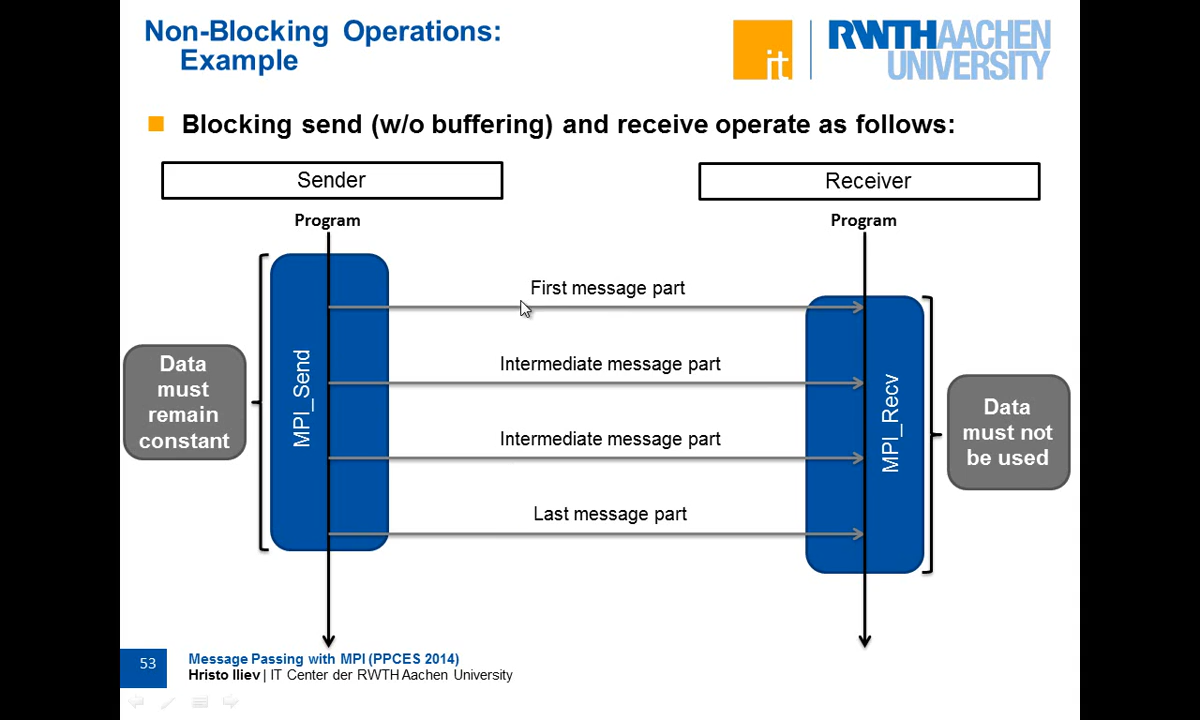 Non-Blocking Operations:
Example
it
RWTHAACHEN
UNIVERSITY
Blocking send (w/o buffering) and receive operate as follows:
Sender
Receiver
Program
Program
First message part
Intermediate message part
Intermediate message part
Last message part
MPI_Send
MPI_Recv
Data
must
remain
constant
Data
must not
be used
53
Message Passing with MPI (PPCES 2014)
Hristo Iliev | IT Center der RWTH Aachen University